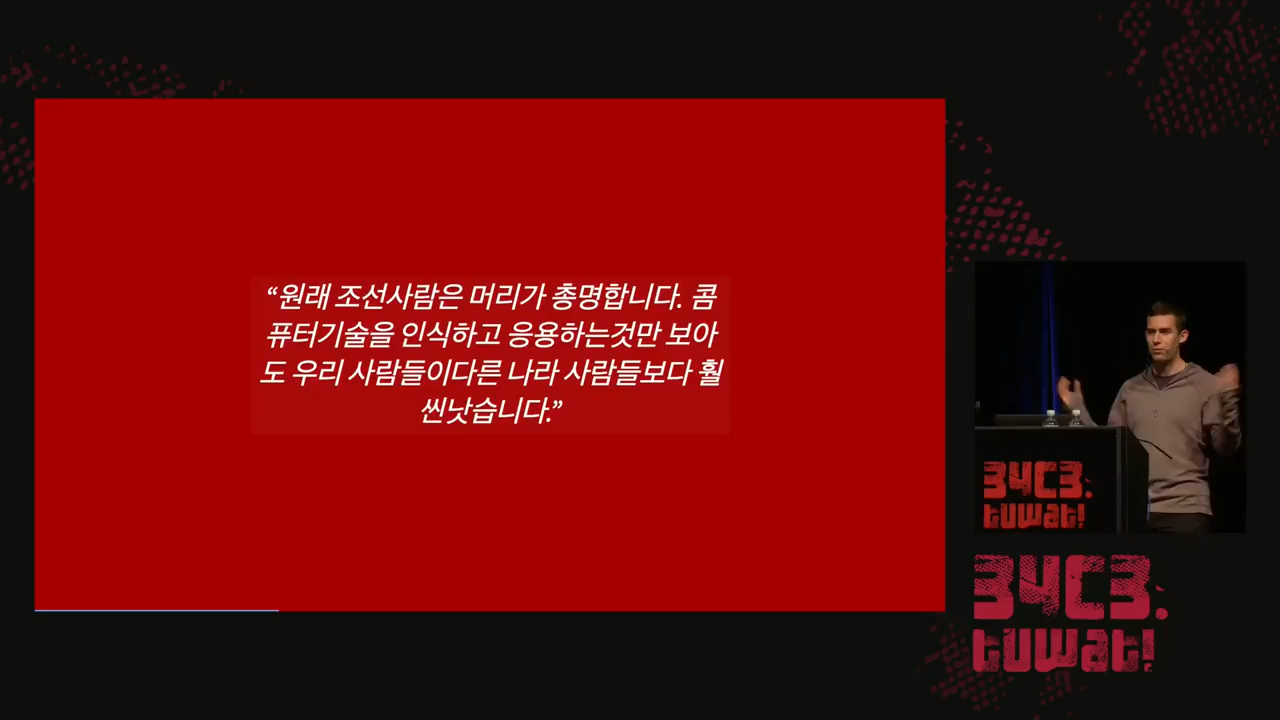 “원래 조선사람은 머리가 총명합니다. 콤
퓨터기술을 인식하고 응용하는것만 보아
도 우리 사람들이다른 나라 사람들보다 훨
씬낫습니다.”
34C3.
tuwat!
34C3.
tuwat!